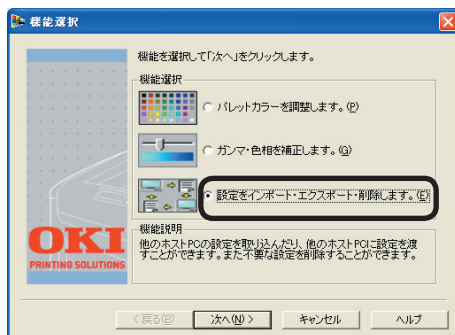 機能選択
機能を選択して「次へ」をクリックします。
機能選択
パレットカラーを調整します。(P)
ガンマ・色相を補正します。(G)
設定をインポート・エクスポート・削除します。(E)
機能説明
他のホストPCの設定を取り込んだり、他のホストPCに設定を渡
すことができます。また不要な設定を削除することができます。
OKI
PRINTING SOLUTIONS
< 戻る(B)
次へ(N) >
キャンセル
ヘルプ